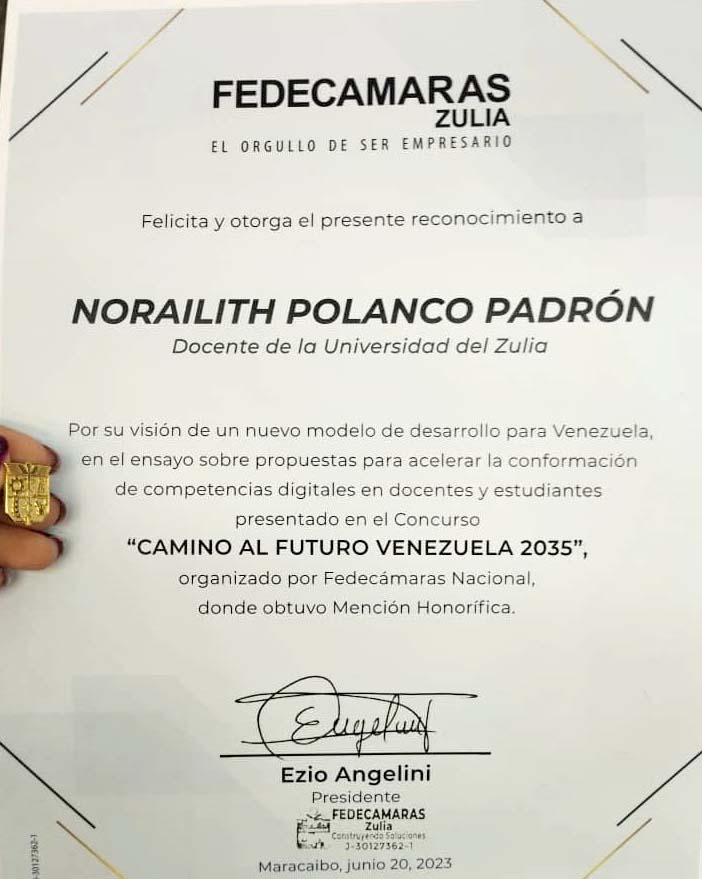 FEDECAMARAS
ZULIA
EL ORGULLO DE SER EMPRESARIO
Felicita y otorga el presente reconocimiento a
NORAILITH POLANCO PADRÓN
Docente de la Universidad del Zulia
Por su visión de un nuevo modelo de desarrollo para Venezuela,
en el ensayo sobre propuestas para acelerar la conformación
de competencias digitales en docentes y estudiantes
presentado en el Concurso
“CAMINO AL FUTURO VENEZUELA 2035”,
organizado por Fedecámaras Nacional,
donde obtuvo Mención Honorífica.
Ezio Angelini
Presidente
FEDECAMARAS
Zulia
Construyendo Soluciones
J-30127362-1
Maracaibo, junio 20, 2023
-30127362-1